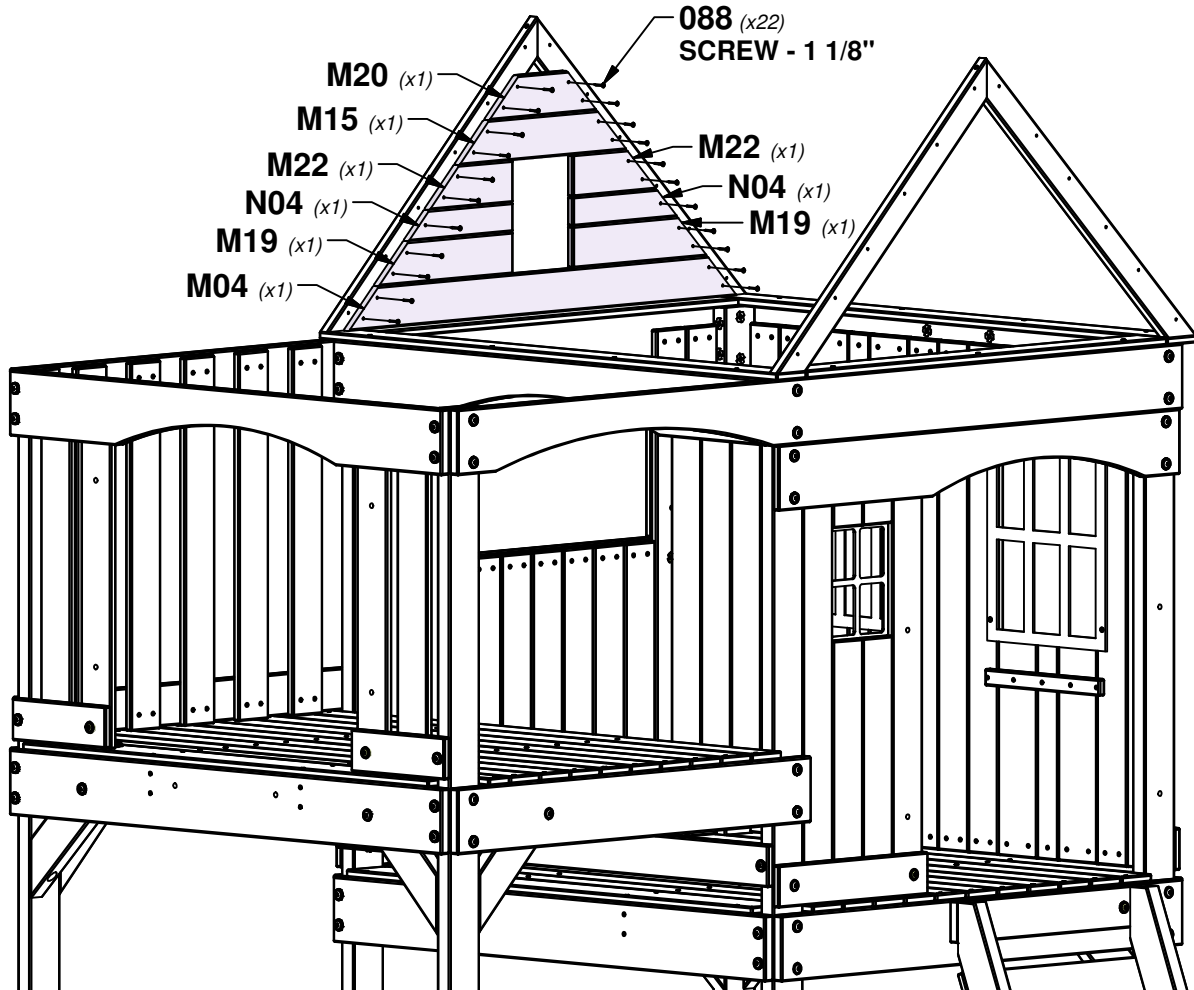 088 (x22)
SCREW - 1 1/8"
M20 (x1)
M15 (x1)
M22 (x1)
N04 (x1)
M19 (x1)
M04 (x1)
M22 (x1)
N04 (x1)
M19 (x1)